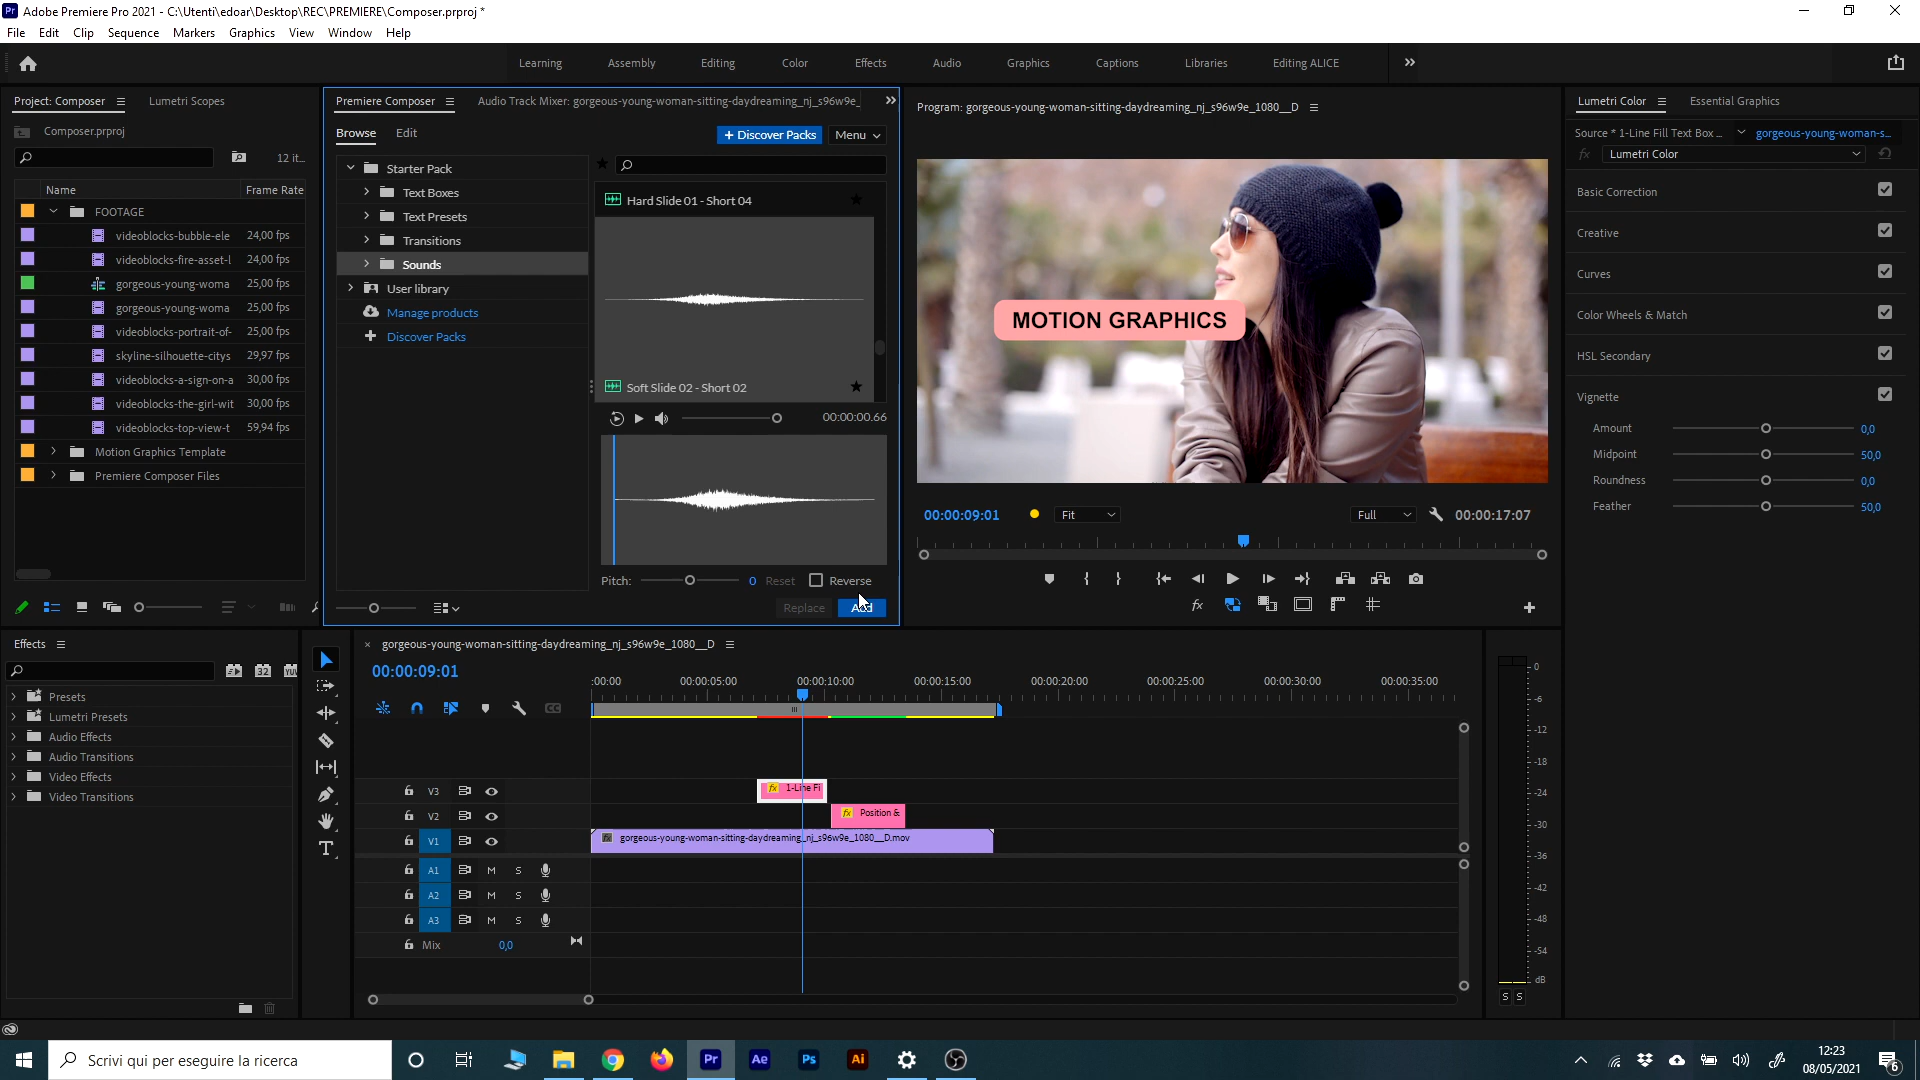 Pr Adobe Premiere Pro 2021 - C:\Utenti\edoar\Desktop\REC\PREMIERE\Composer.prproj *
File Edit Clip Sequence Markers Graphics View Window Help
Learning Assembly Editing Color Effects Audio Graphics Captions Libraries Editing ALICE
Project: Composer Lumetri Scopes
Composer.prproj
12 it...
Name Frame Rate
FOOTAGE
videoblocks-bubble-ele 24,00 fps
videoblocks-fire-asset-l 24,00 fps
gorgeous-young-woma 25,00 fps
gorgeous-young-woma 25,00 fps
videoblocks-portrait-of- 25,00 fps
skyline-silhouette-citys 29,97 fps
videoblocks-a-sign-on-a 30,00 fps
videoblocks-the-girl-wit 30,00 fps
videoblocks-top-view-t 59,94 fps
Motion Graphics Template
Premiere Composer Files
Premiere Composer Audio Track Mixer: gorgeous-young-woman-sitting-daydreaming_nj_s96w9e_
Browse Edit + Discover Packs Menu
Starter Pack
Text Boxes
Text Presets
Transitions
Sounds
User library
Manage products
Discover Packs
Hard Slide 01 - Short 04
Soft Slide 02 - Short 02
00:00:00.66
Pitch: 0 Reset Reverse
Replace Add
Program: gorgeous-young-woman-sitting-daydreaming_nj_s96w9e_1080__D
MOTION GRAPHICS
00:00:09:01 Fit Full 00:00:17:07
fx
Lumetri Color Essential Graphics
Source * 1-Line Fill Text Box ... gorgeous-young-woman-s...
fx Lumetri Color
Basic Correction
Creative
Curves
Color Wheels & Match
HSL Secondary
Vignette
Amount 0,0
Midpoint 50,0
Roundness 0,0
Feather 50,0
Effects
32 YUV
Presets
Lumetri Presets
Audio Effects
Audio Transitions
Video Effects
Video Transitions
× gorgeous-young-woman-sitting-daydreaming_nj_s96w9e_1080__D
00:00:09:01
:00:00 00:00:05:00 00:00:10:00 00:00:15:00 00:00:20:00 00:00:25:00 00:00:30:00 00:00:35:00
CC
V3 fx 1-Line Fi
V2 fx Position &
V1 fx gorgeous-young-woman-sitting-daydreaming_nj_s96w9e_1080__D.mov
A1 M S
A2 M S
A3 M S
Mix 0,0
0
-6
-12
-18
-24
-30
-36
-42
-48
-54
dB
S S
Scrivi qui per eseguire la ricerca
Pr Ae Ps Ai
12:23
08/05/2021
6